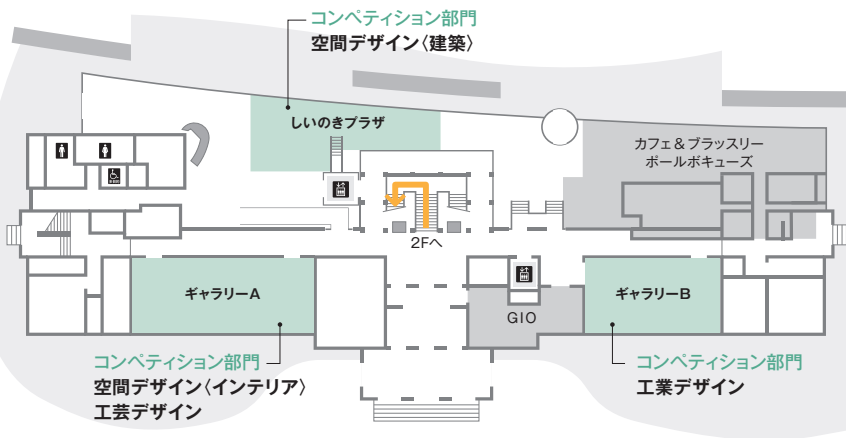 コンペティション部門
空間デザイン〈建築〉
しいのきプラザ
カフェ＆ブラッスリー
ポールボキューズ
2Fへ
ギャラリーA
ギャラリーB
GIO
コンペティション部門
空間デザイン〈インテリア〉
工芸デザイン
コンペティション部門
工業デザイン